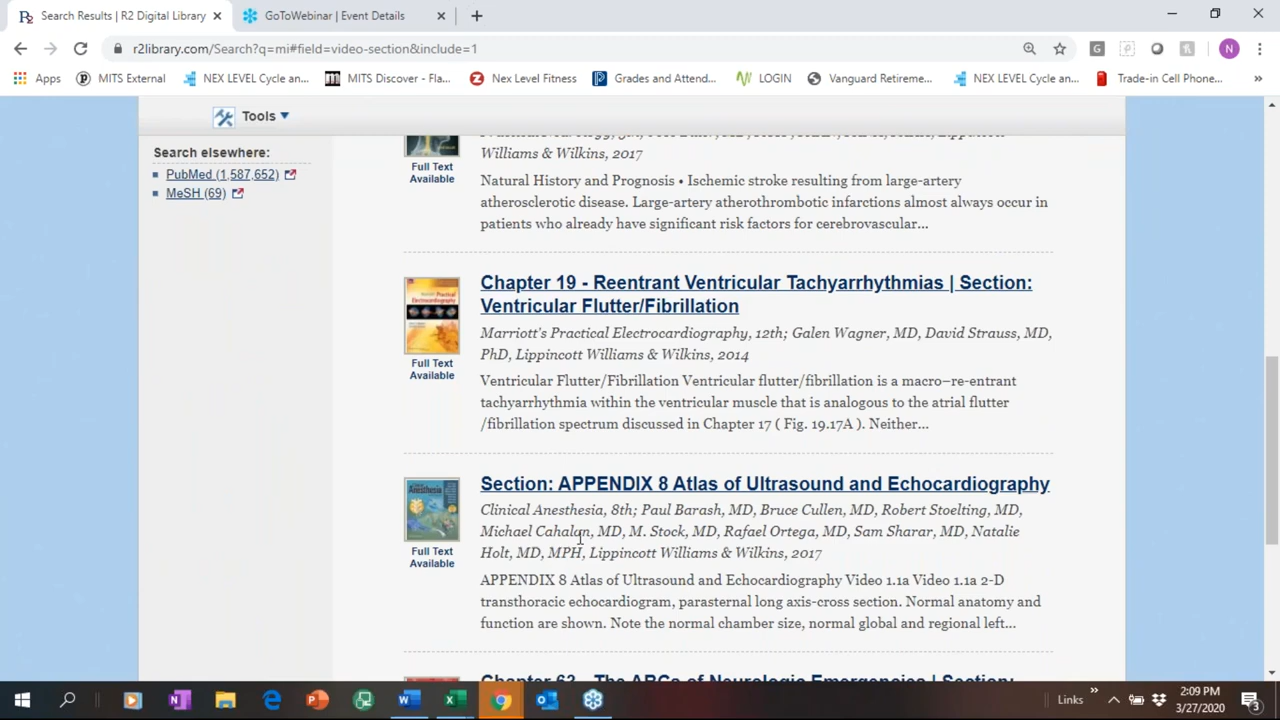 Search Results | R2 Digital Library
GoToWebinar | Event Details
r2library.com/Search?q=mi#field=video-section&include=1
Apps
MITS External
NEX LEVEL Cycle an...
MITS Discover - Fla...
Nex Level Fitness
Grades and Attend...
LOGIN
Vanguard Retireme...
NEX LEVEL Cycle an...
Trade-in Cell Phone...
Tools
Search elsewhere:
PubMed (1,587,652)
MeSH (69)
Full Text
Available
Williams & Wilkins, 2017
Natural History and Prognosis • Ischemic stroke resulting from large-artery
atherosclerotic disease. Large-artery atherothrombotic infarctions almost always occur in
patients who already have significant risk factors for cerebrovascular...
Chapter 19 - Reentrant Ventricular Tachyarrhythmias | Section:
Ventricular Flutter/Fibrillation
Marriott's Practical Electrocardiography, 12th; Galen Wagner, MD, David Strauss, MD,
PhD, Lippincott Williams & Wilkins, 2014
Full Text
Available
Ventricular Flutter/Fibrillation Ventricular flutter/fibrillation is a macro–re-entrant
tachyarrhythmia within the ventricular muscle that is analogous to the atrial flutter
/fibrillation spectrum discussed in Chapter 17 ( Fig. 19.17A ). Neither...
Section: APPENDIX 8 Atlas of Ultrasound and Echocardiography
Clinical Anesthesia, 8th; Paul Barash, MD, Bruce Cullen, MD, Robert Stoelting, MD,
Michael Cahalan, MD, M. Stock, MD, Rafael Ortega, MD, Sam Sharar, MD, Natalie
Holt, MD, MPH, Lippincott Williams & Wilkins, 2017
Full Text
Available
APPENDIX 8 Atlas of Ultrasound and Echocardiography Video 1.1a Video 1.1a 2-D
transthoracic echocardiogram, parasternal long axis-cross section. Normal anatomy and
function are shown. Note the normal chamber size, normal global and regional left...
Chapter 62 - The ABCs of Neurologic Emergencies | Section:
Links
2:09 PM
3/27/2020